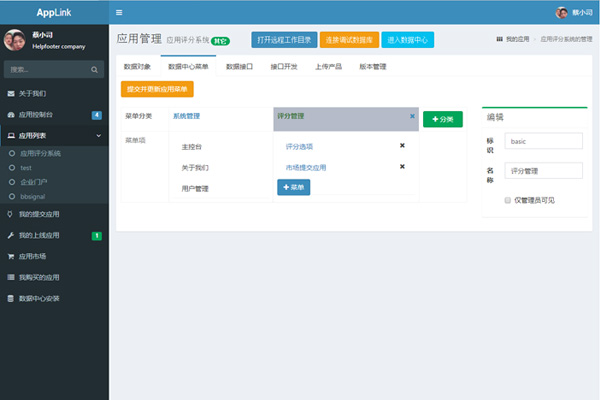 AppLink
蔡小司
蔡小司
Helpfooter company
搜索...
关于我们
应用控制台 4
应用列表
应用评分系统
test
企业门户
bbsignal
我的提交应用
我的上线应用 1
应用市场
我购买的应用
数据中心安装
应用管理 应用评分系统 其它
打开远程工作目录 连接调试数据库 进入数据中心
我的应用 > 应用评分系统的管理
数据对象 数据中心菜单 数据接口 接口开发 上传产品 版本管理
提交并更新应用菜单
菜单分类 系统管理 评分管理 × + 分类
菜单项
主控台 评分选项 ×
关于我们 市场提交应用 ×
用户管理 + 菜单
编辑
标识 basic
名称 评分管理
仅管理员可见